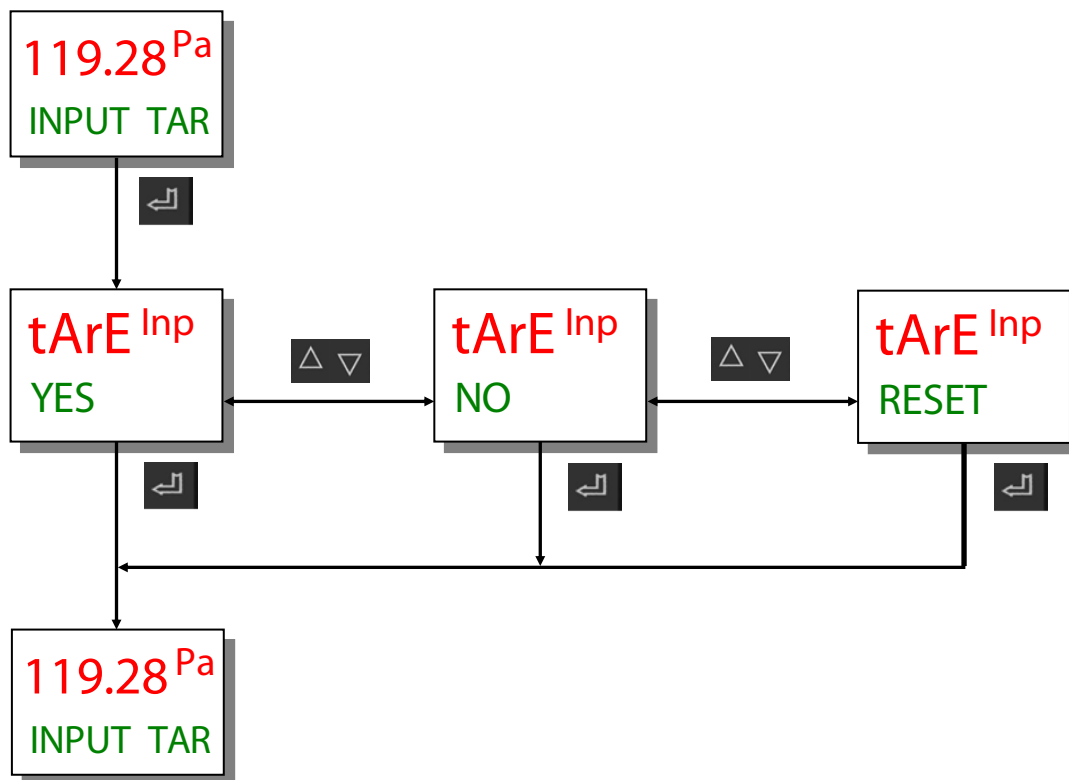 119.28 Pa
INPUT TAR
tArE Inp
YES
tArE Inp
NO
tArE Inp
RESET
119.28 Pa
INPUT TAR